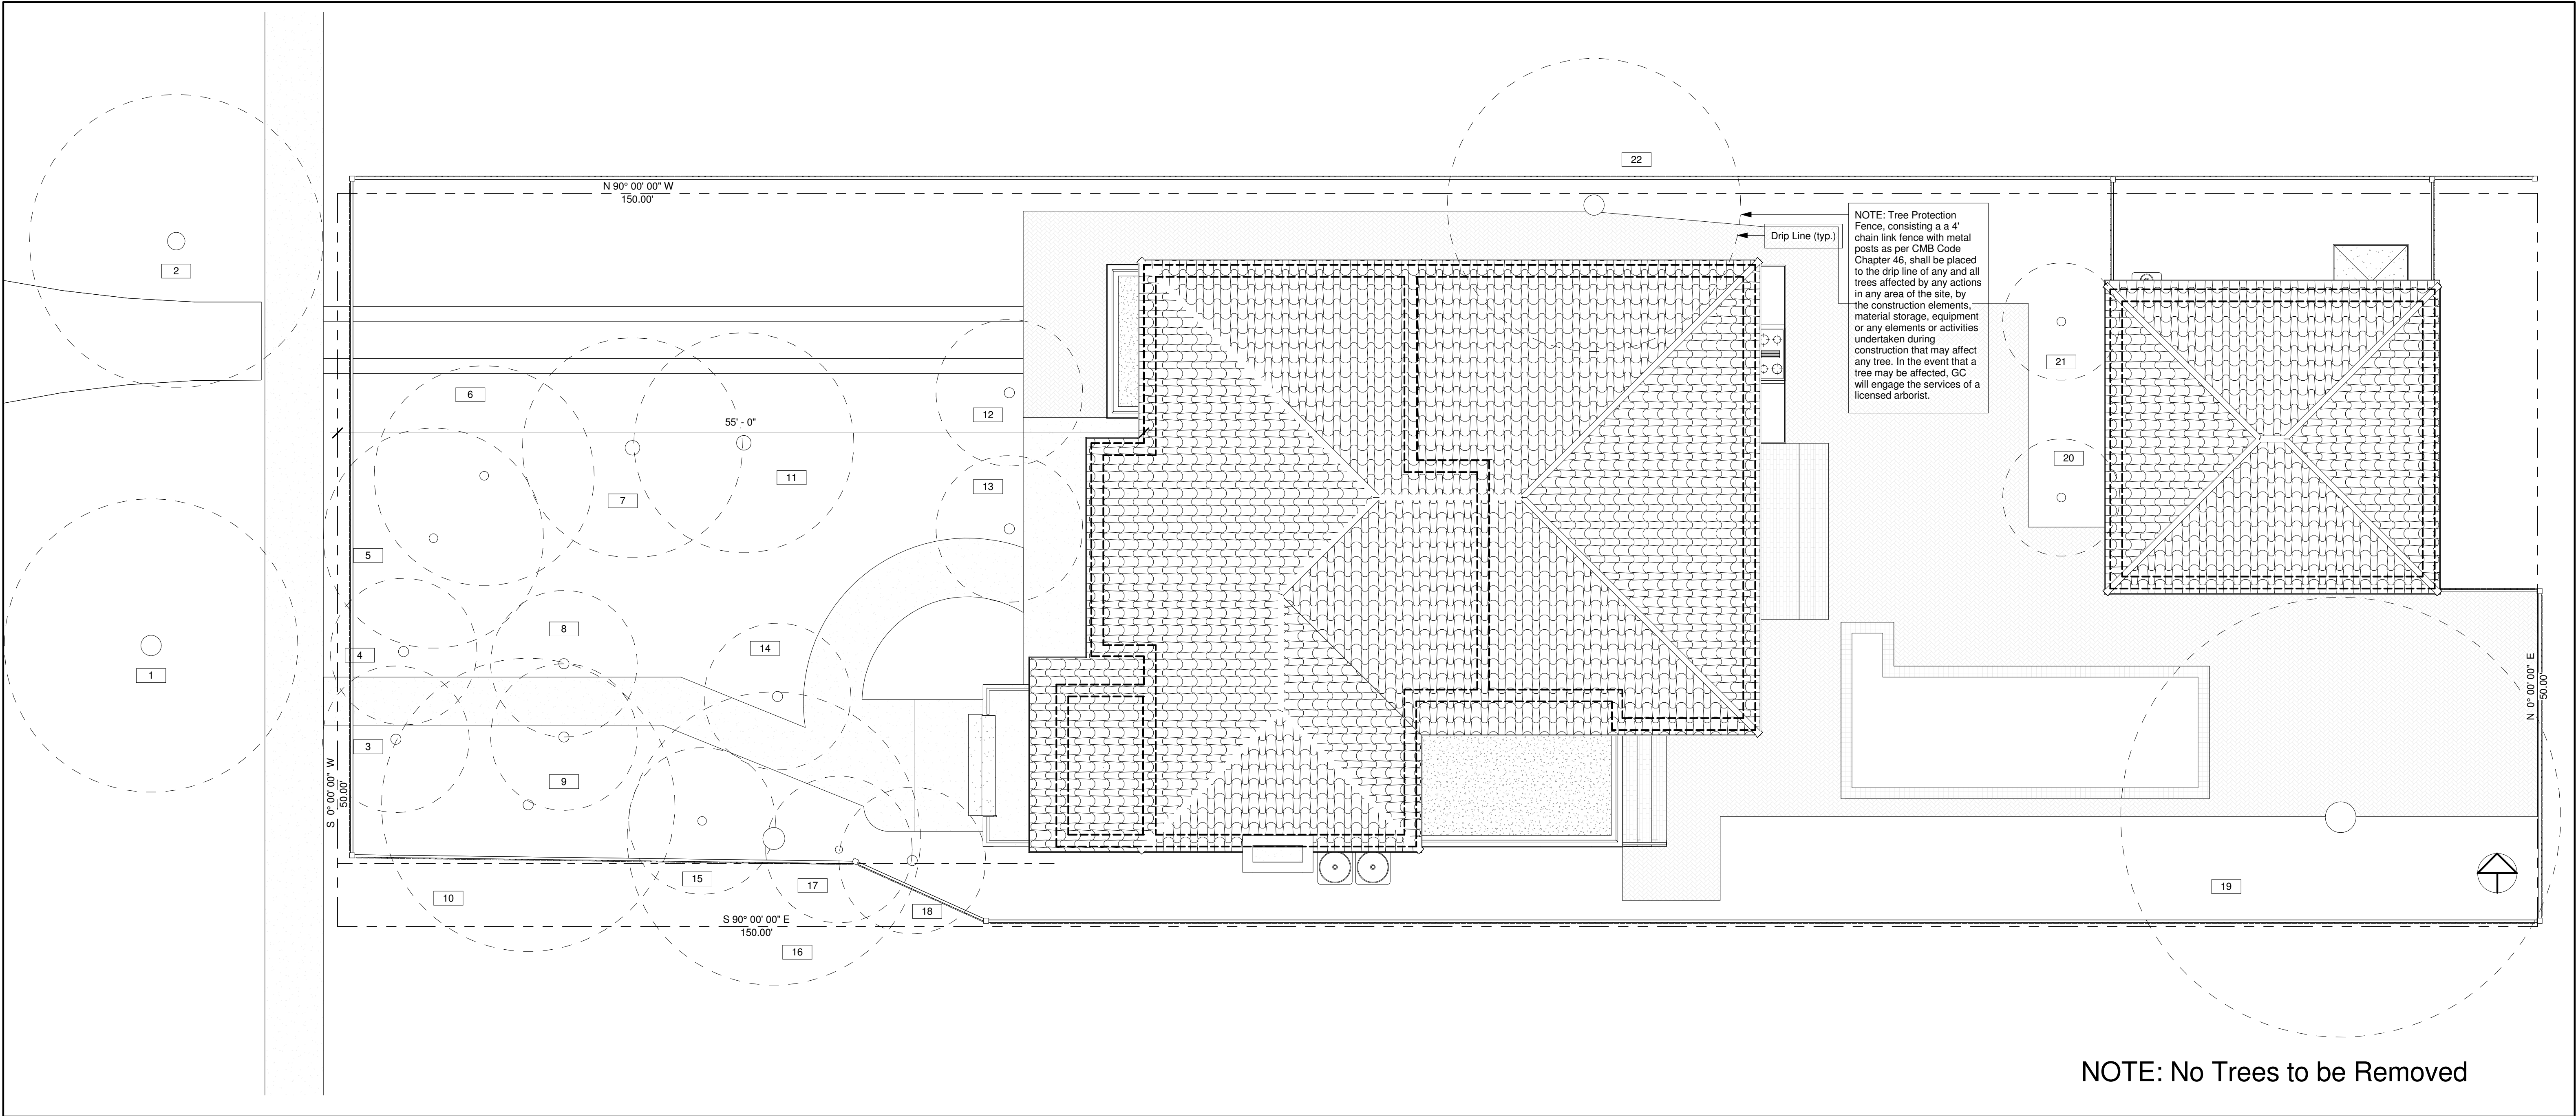 22
N 90° 00' 00" W
150.00'
NOTE: Tree Protection
Fence, consisting a a 4'
chain link fence with metal
posts as per CMB Code
Chapter 46, shall be placed
to the drip line of any and all
trees affected by any actions
in any area of the site, by
the construction elements,
material storage, equipment
or any elements or activities
undertaken during
construction that may affect
any tree. In the event that a
tree may be affected, GC
will engage the services of a
licensed arborist.
Drip Line (typ.)
2
21
6
12
55' - 0"
20
11
13
7
5
8
14
4
1
3
9
S 0° 00' 00" W
50.00'
N 0° 00' 00" E
50.00'
15
17
19
10
18
S 90° 00' 00" E
150.00'
16
NOTE: No Trees to be Removed